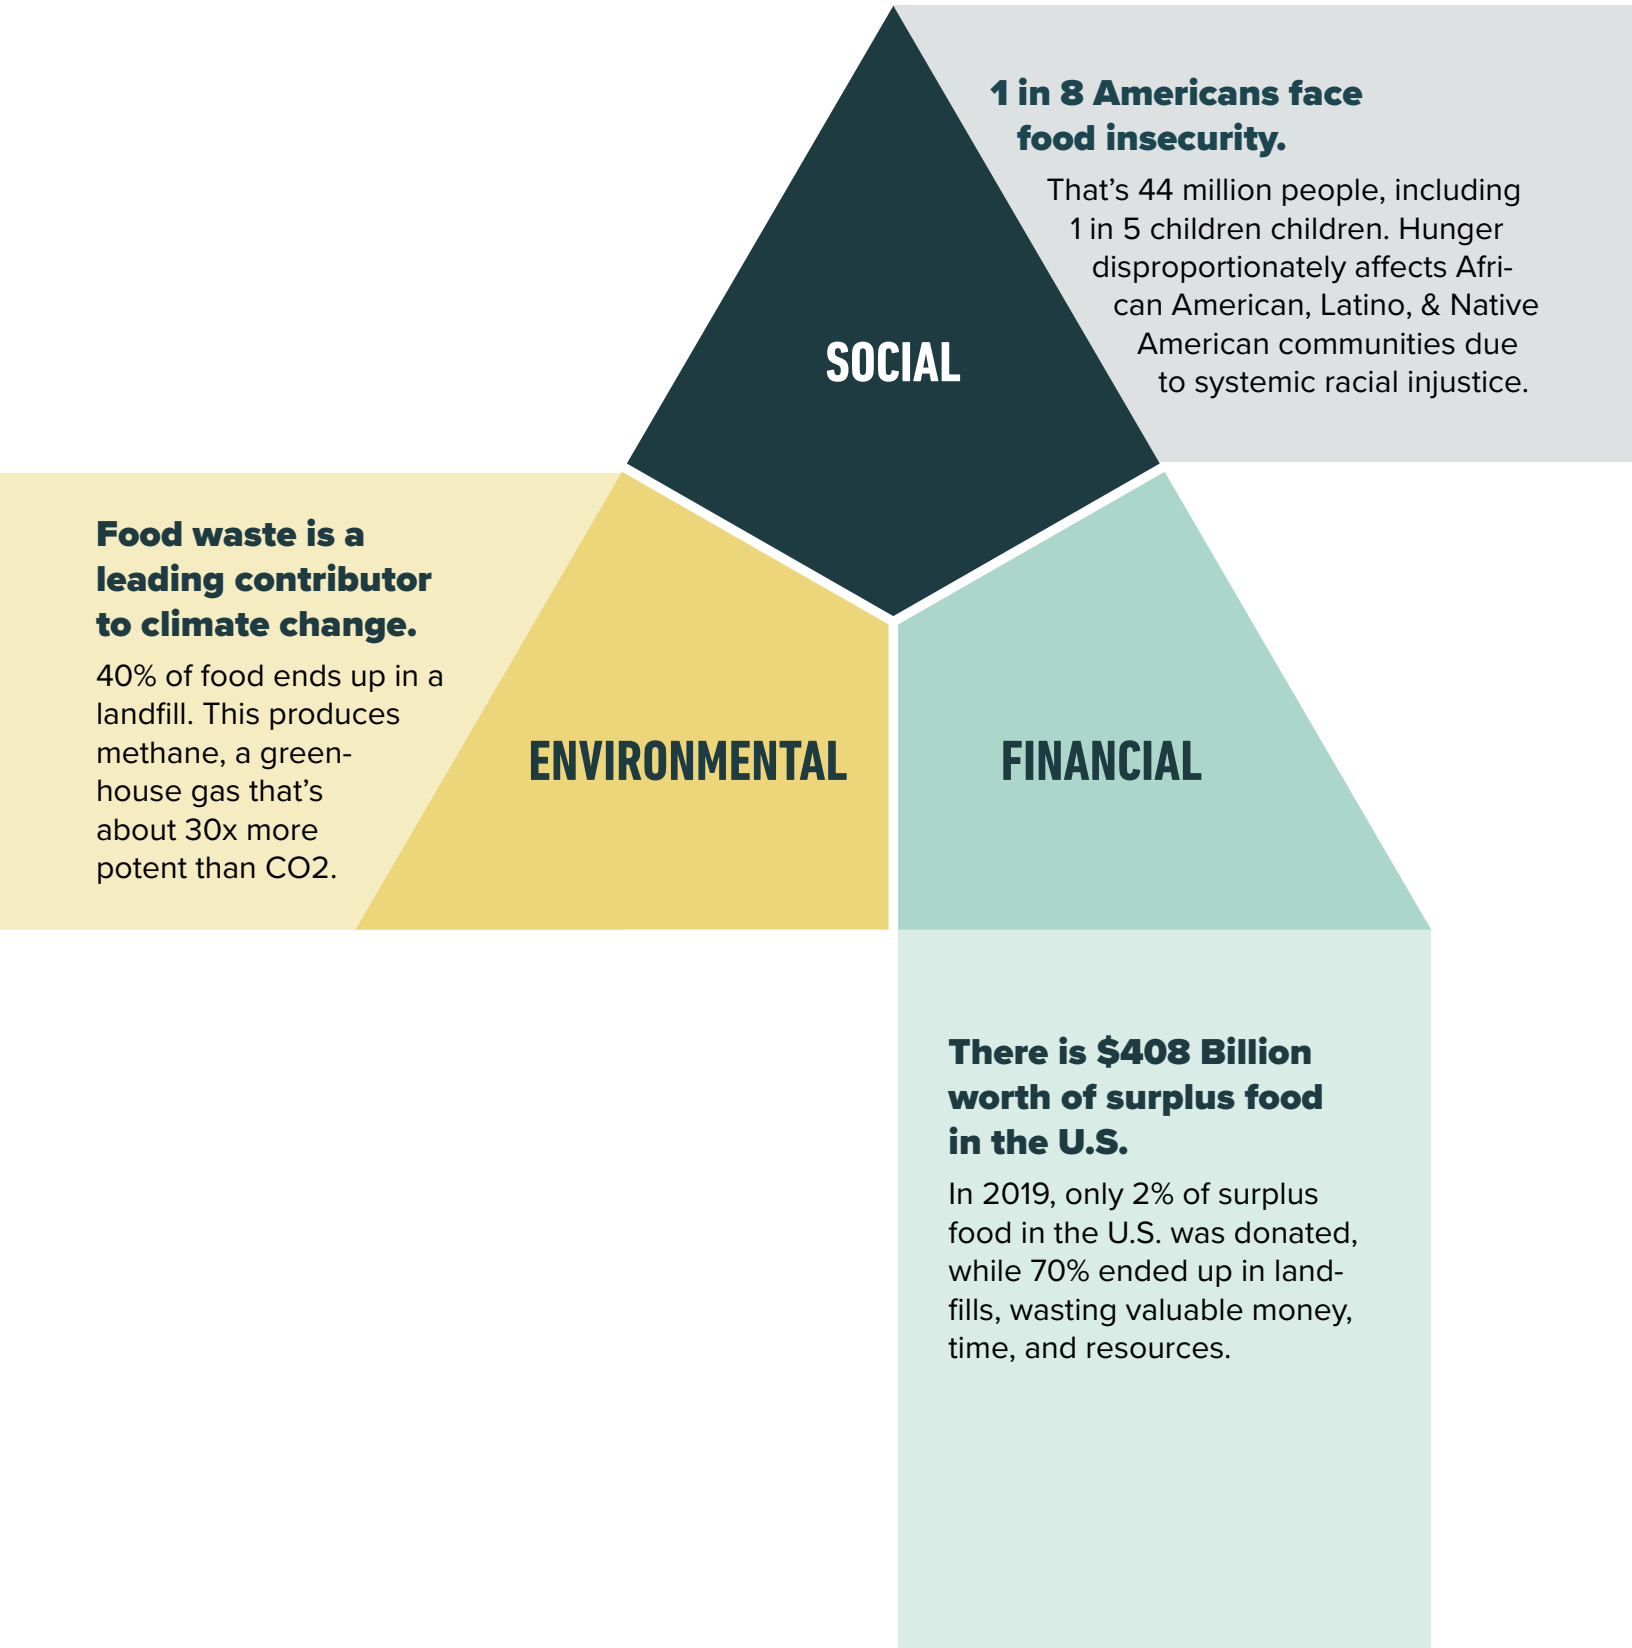 1 in 8 Americans face
food insecurity.
That’s 44 million people, including
1 in 5 children children. Hunger
disproportionately affects Afri-
can American, Latino, & Native
American communities due
to systemic racial injustice.
SOCIAL
Food waste is a
leading contributor
to climate change.
40% of food ends up in a
landfill. This produces
methane, a green-
house gas that’s
about 30x more
potent than CO2.
ENVIRONMENTAL
FINANCIAL
There is $408 Billion
worth of surplus food
in the U.S.
In 2019, only 2% of surplus
food in the U.S. was donated,
while 70% ended up in land-
fills, wasting valuable money,
time, and resources.